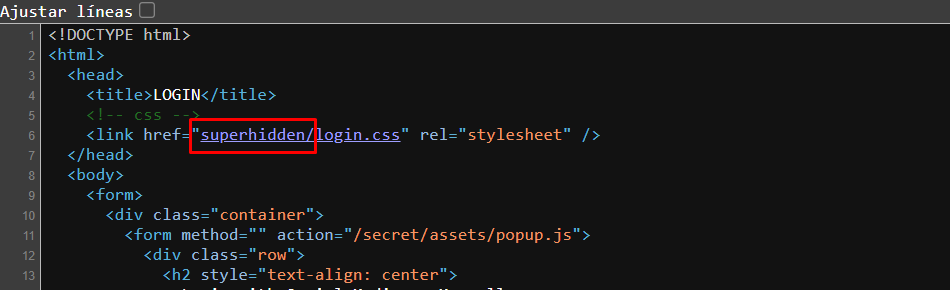 Ajustar líneas
1 <!DOCTYPE html>
2 <html>
3 <head>
4 <title>LOGIN</title>
5 <!-- css -->
6 <link href="superhidden/login.css" rel="stylesheet" />
7 </head>
8 <body>
9 <form>
10 <div class="container">
11 <form method="" action="/secret/assets/popup.js">
12 <div class="row">
13 <h2 style="text-align: center">